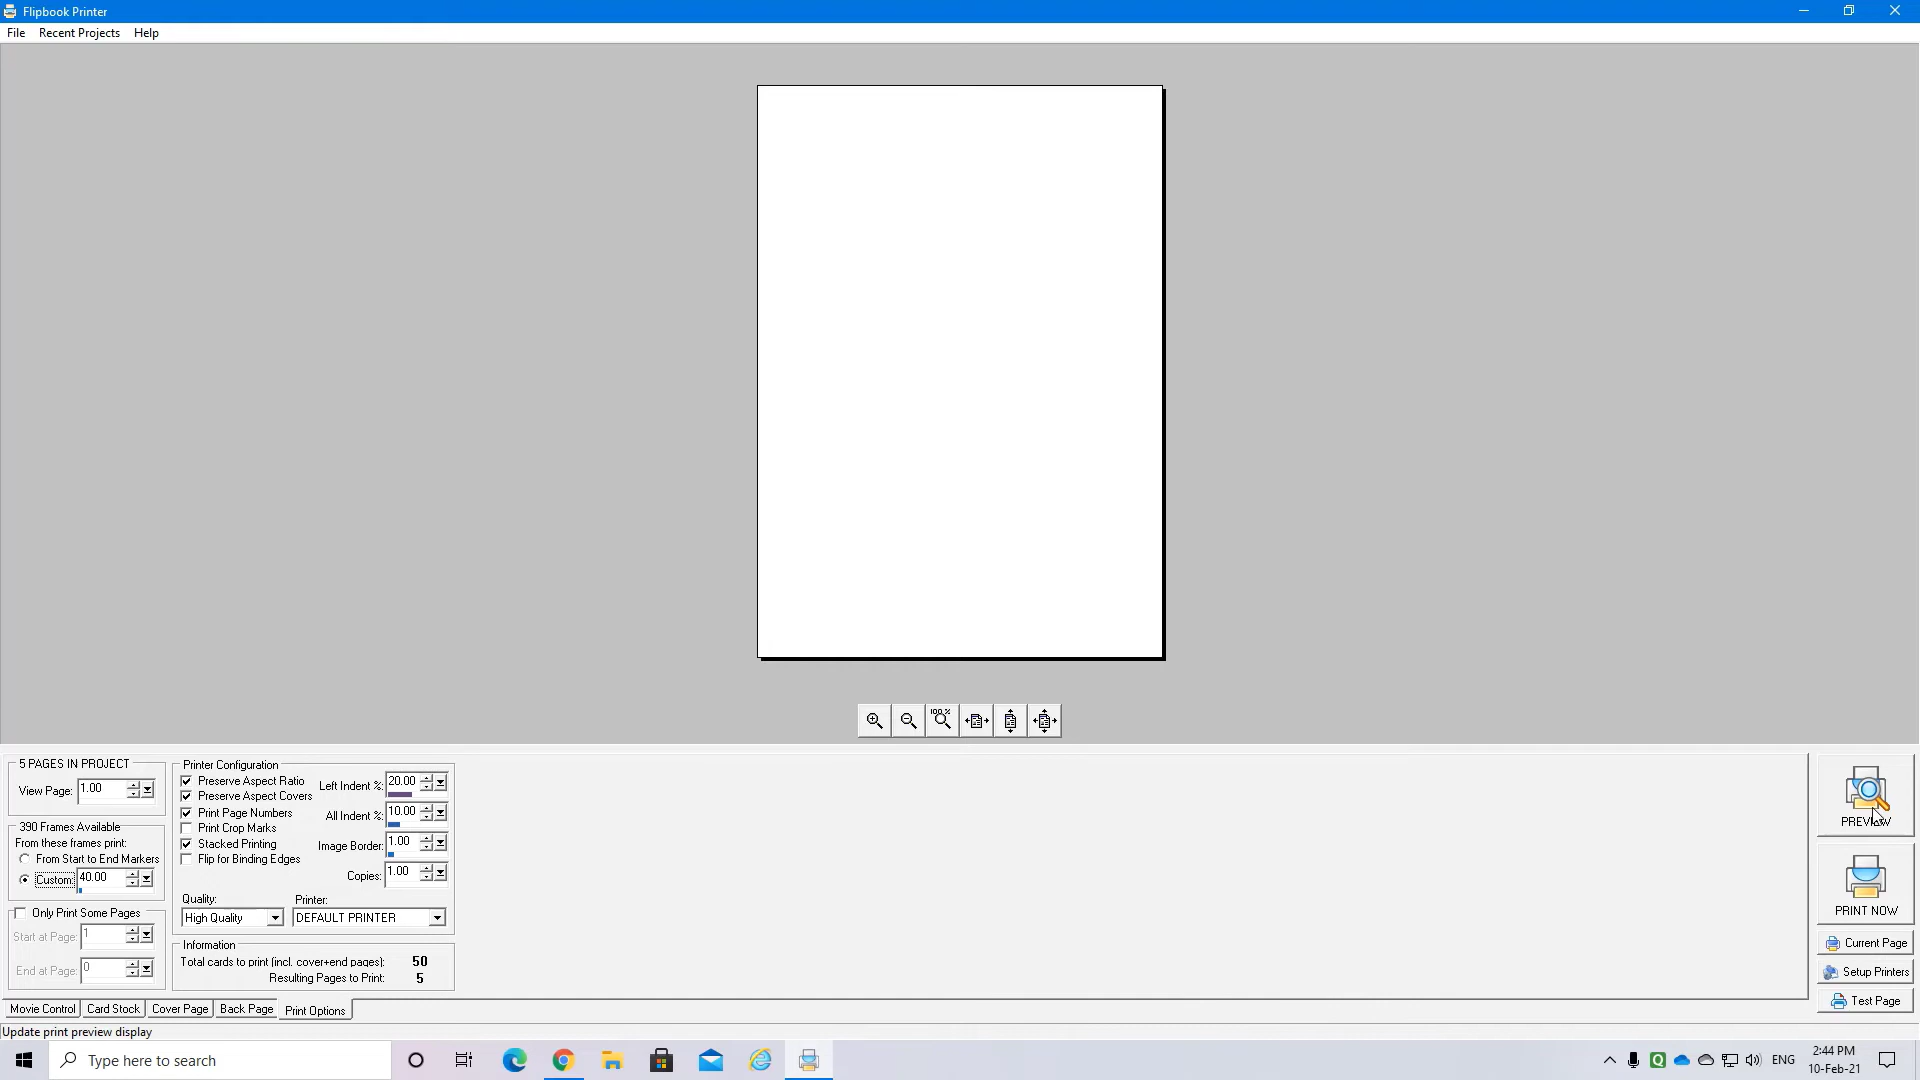 Flipbook Printer
File Recent Projects Help
100%
5 PAGES IN PROJECT
View Page: 1.00
390 Frames Available
From these frames print:
From Start to End Markers
Custom: 40.00
Only Print Some Pages
Start at Page: 1
End at Page: 0
Printer Configuration
Preserve Aspect Ratio
Preserve Aspect Covers
Print Page Numbers
Print Crop Marks
Stacked Printing
Flip for Binding Edges
Left Indent %: 20.00
All Indent %: 10.00
Image Border: 1.00
Copies: 1.00
Quality: Printer:
High Quality DEFAULT PRINTER
Information
Total cards to print (incl. cover+end pages): 50
Resulting Pages to Print: 5
PREVIEW
PRINT NOW
Current Page
Setup Printers
Test Page
Movie Control Card Stock Cover Page Back Page Print Options
Update print preview display
Type here to search
ENG
2:44 PM
10-Feb-21